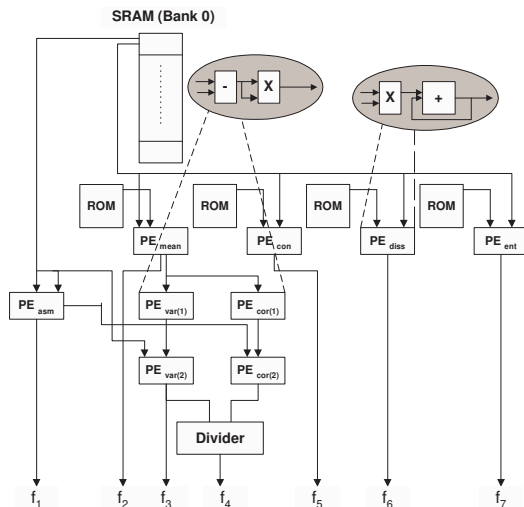 SRAM (Bank 0)
- X
X +
ROM ROM ROM ROM
PE mean PE con PE diss PE ent
PE asm PE var(1) PE cor(1)
PE var(2) PE cor(2)
Divider
f1 f2 f3 f4 f5 f6 f7